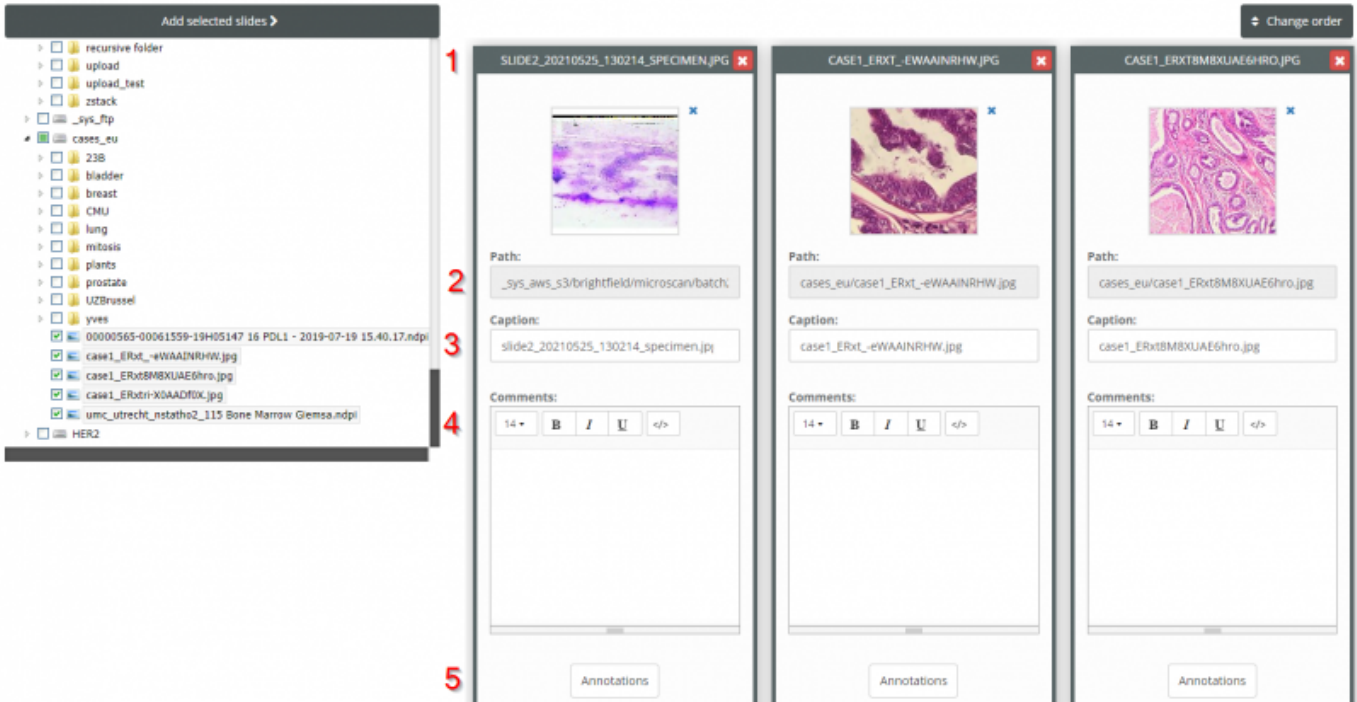 Add selected slides
Change order
recursive folder
upload
upload_test
zstack
_sys_ftp
cases_eu
23B
bladder
breast
CMU
lung
mitosis
plants
prostate
UZBrussel
yves
00000565-00061559-19H05147 16 PDL1 - 2019-07-19 15.40.17.ndpi
case1_ERxt_-eWAAINRHW.jpg
case1_ERxt8M8XUAE6hro.jpg
case1_ERxtri-X0AADf0X.jpg
umc_utrecht_nstatho2_115 Bone Marrow Giemsa.ndpi
HER2
1
SLIDE2_20210525_130214_SPECIMEN.JPG
CASE1_ERXT_-EWAAINRHW.JPG
CASE1_ERXT8M8XUAE6HRO.JPG
Path: Path: Path:
2
_sys_aws_s3/brightfield/microscan/batch:
cases_eu/case1_ERxt_-eWAAINRHW.jpg
cases_eu/case1_ERxt8M8XUAE6hro.jpg
Caption: Caption: Caption:
3
slide2_20210525_130214_specimen.jp
case1_ERxt_-eWAAINRHW.jpg
case1_ERxt8M8XUAE6hro.jpg
Comments: Comments: Comments:
4
14 B I U </>
14 B I U </>
14 B I U </>
5
Annotations Annotations Annotations